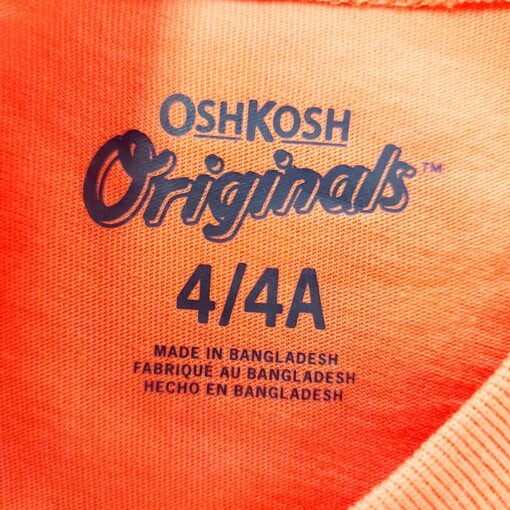 OSHKOSH
Originals™
4/4A
MADE IN BANGLADESH
FABRIQUÉ AU BANGLADESH
HECHO EN BANGLADESH